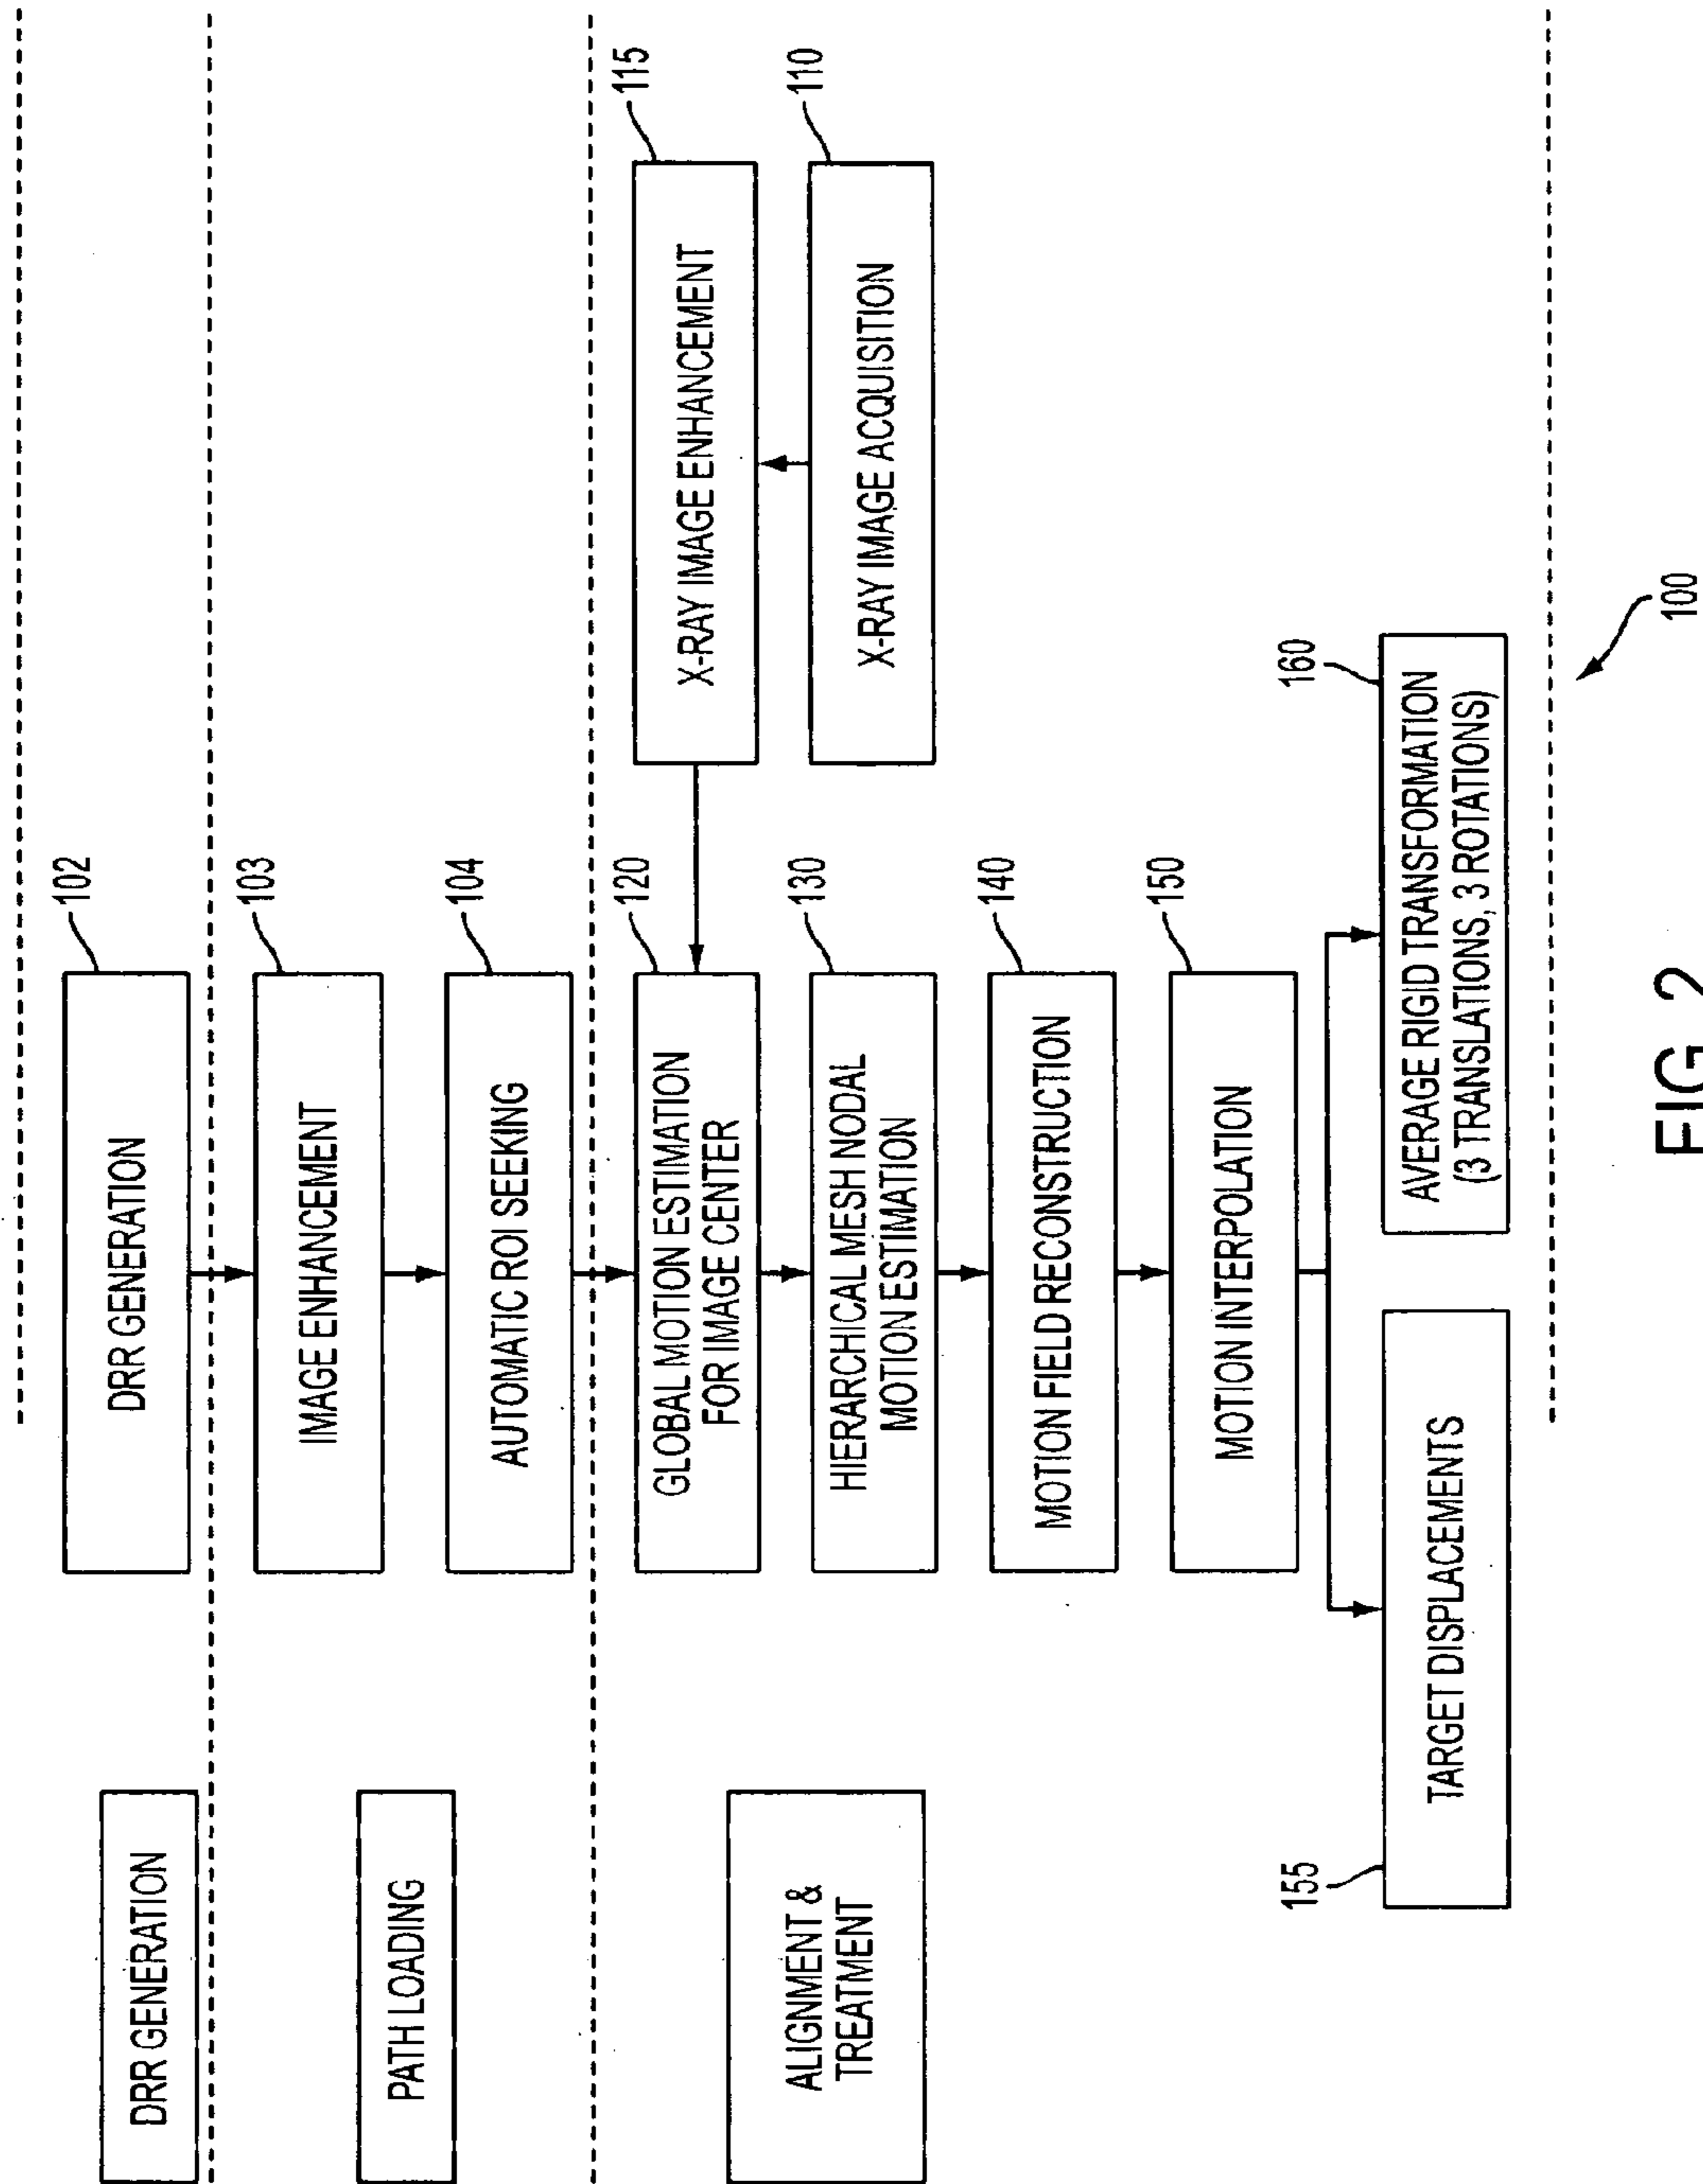 DRR GENERATION
DRR GENERATION
102
PATH LOADING
IMAGE ENHANCEMENT
103
AUTOMATIC ROI SEEKING
104
ALIGNMENT &
TREATMENT
GLOBAL MOTION ESTIMATION
FOR IMAGE CENTER
120
X-RAY IMAGE ENHANCEMENT
115
HIERARCHICAL MESH NODAL
MOTION ESTIMATION
130
X-RAY IMAGE ACQUISITION
110
MOTION FIELD RECONSTRUCTION
140
MOTION INTERPOLATION
150
155
TARGET DISPLACEMENTS
160
AVERAGE RIGID TRANSFORMATION
(3 TRANSLATIONS, 3 ROTATIONS)
100
FIG.2